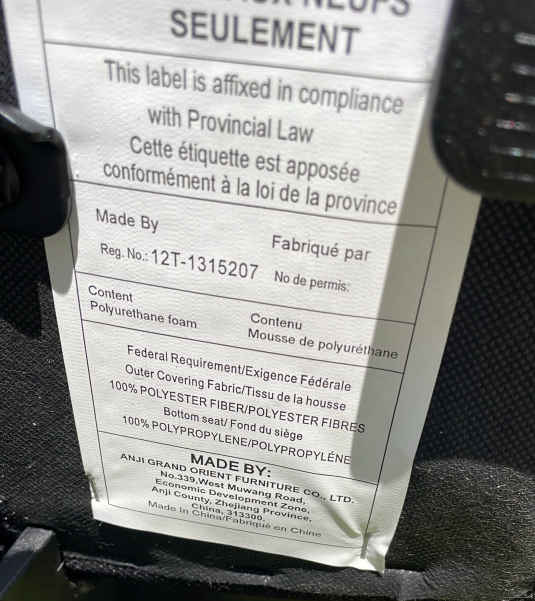 NEUFS
SEULEMENT
This label is affixed in compliance
with Provincial Law
Cette étiquette est apposée
conformément à la loi de la province
Made By Fabriqué par
Reg. No.: 12T-1315207 No de permis:
Content Contenu
Polyurethane foam Mousse de polyuréthane
Federal Requirement/Exigence Fédérale
Outer Covering Fabric/Tissu de la housse
100% POLYESTER FIBER/POLYESTER FIBRES
Bottom seat/ Fond du siège
100% POLYPROPYLENE/POLYPROPYLÉNE
MADE BY:
ANJI GRAND ORIENT FURNITURE CO., LTD.
No.339,West Muwang Road,
Economic Development Zone,
Anji County, Zhejiang Province,
China, 313300
Made In China/Fabriqué en Chine